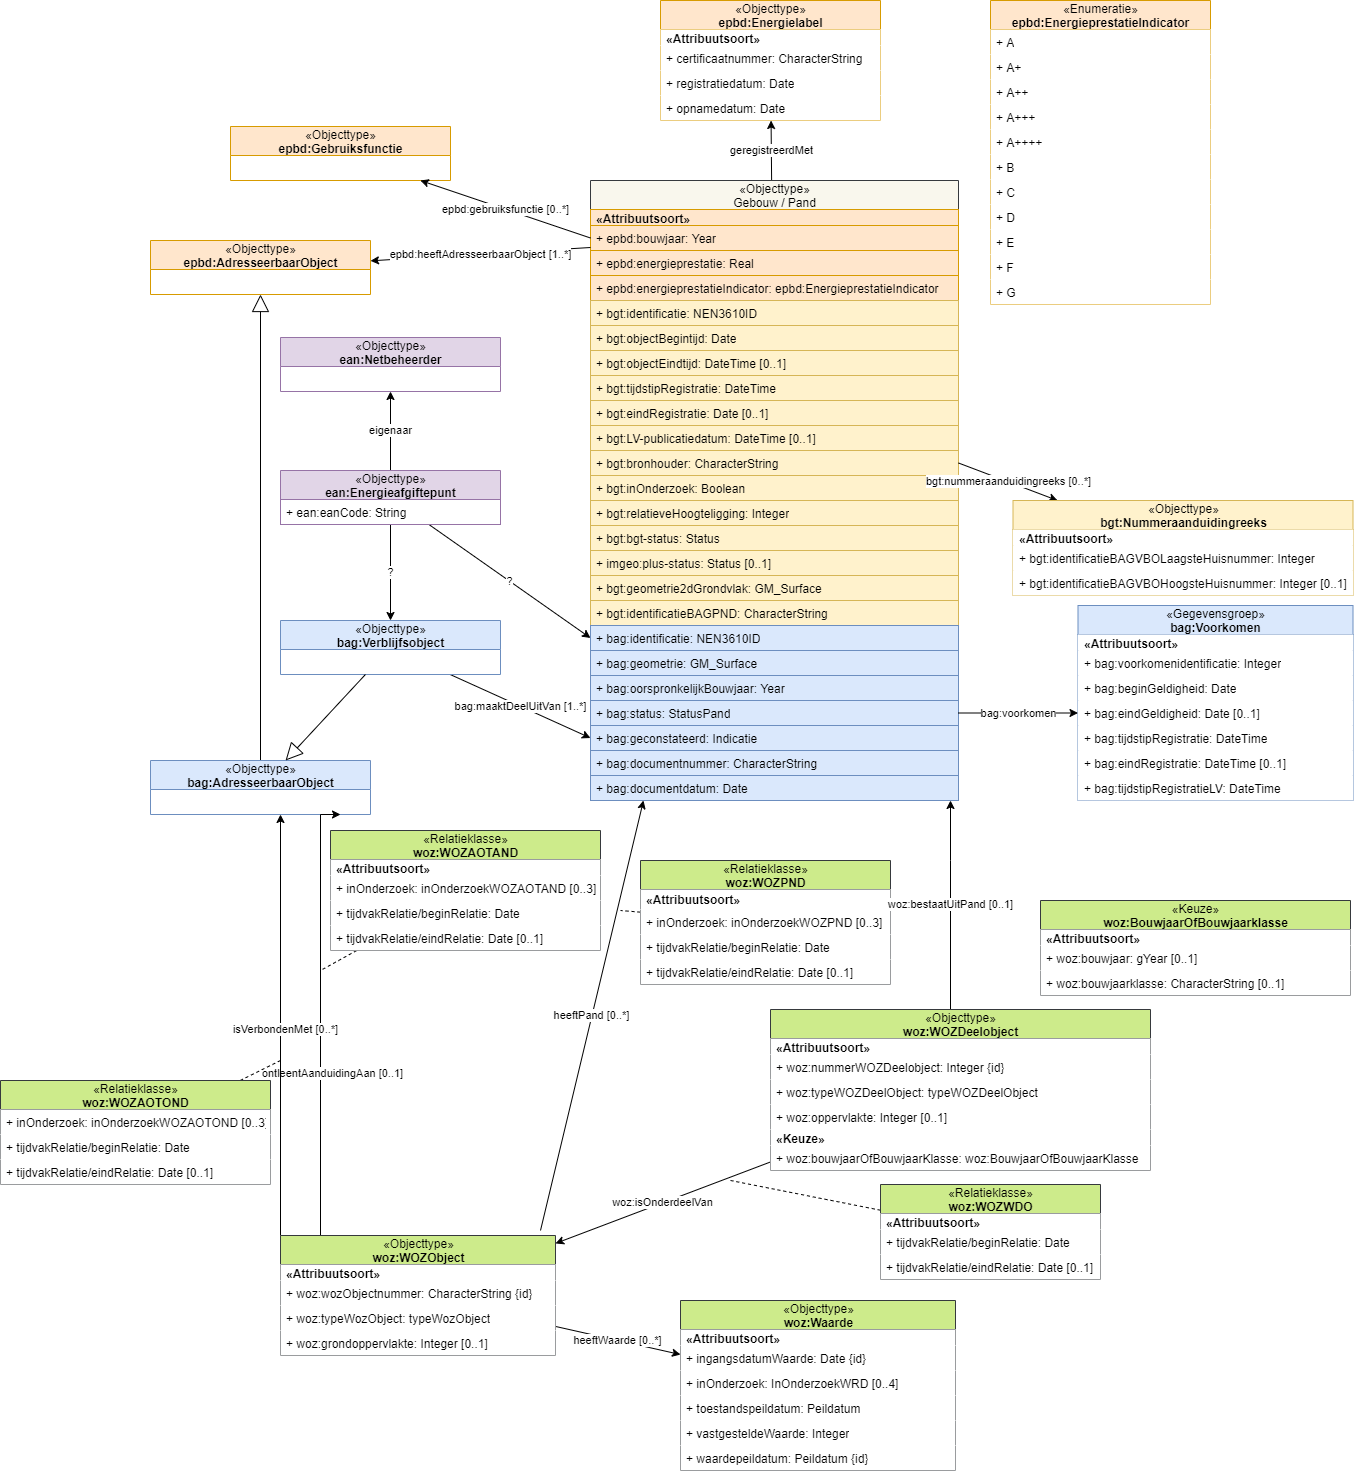 «Objecttype»
epbd:Energielabel
«Attribuutsoort»
+ certificaatnummer: CharacterString
+ registratiedatum: Date
+ opnamedatum: Date
«Enumeratie»
epbd:EnergieprestatieIndicator
+ A
+ A+
+ A++
+ A+++
+ A++++
+ B
+ C
+ D
+ E
+ F
+ G
geregistreerdMet
«Objecttype»
epbd:Gebruiksfunctie
epbd:gebruiksfunctie [0..*]
«Objecttype»
epbd:AdresseerbaarObject
epbd:heeftAdresseerbaarObject [1..*]
«Objecttype»
Gebouw / Pand
«Attribuutsoort»
+ epbd:bouwjaar: Year
+ epbd:energieprestatie: Real
+ epbd:energieprestatieIndicator: epbd:EnergieprestatieIndicator
+ bgt:identificatie: NEN3610ID
+ bgt:objectBegintijd: Date
+ bgt:objectEindtijd: DateTime [0..1]
+ bgt:tijdstipRegistratie: DateTime
+ bgt:eindRegistratie: Date [0..1]
+ bgt:LV-publicatiedatum: DateTime [0..1]
+ bgt:bronhouder: CharacterString
+ bgt:inOnderzoek: Boolean
+ bgt:relatieveHoogteligging: Integer
+ bgt:bgt-status: Status
+ imgeo:plus-status: Status [0..1]
+ bgt:geometrie2dGrondvlak: GM_Surface
+ bgt:identificatieBAGPND: CharacterString
+ bag:identificatie: NEN3610ID
+ bag:geometrie: GM_Surface
+ bag:oorspronkelijkBouwjaar: Year
+ bag:status: StatusPand
+ bag:geconstateerd: Indicatie
+ bag:documentnummer: CharacterString
+ bag:documentdatum: Date
«Objecttype»
ean:Netbeheerder
eigenaar
«Objecttype»
ean:Energieafgiftepunt
+ ean:eanCode: String
?
?
«Objecttype»
bag:Verblijfsobject
bag:maaktDeelUitVan [1..*]
«Objecttype»
bag:AdresseerbaarObject
bgt:nummeraanduidingreeks [0..*]
«Objecttype»
bgt:Nummeraanduidingreeks
«Attribuutsoort»
+ bgt:identificatieBAGVBOLaagsteHuisnummer: Integer
+ bgt:identificatieBAGVBOHoogsteHuisnummer: Integer [0..1]
bag:voorkomen
«Gegevensgroep»
bag:Voorkomen
«Attribuutsoort»
+ bag:voorkomenidentificatie: Integer
+ bag:beginGeldigheid: Date
+ bag:eindGeldigheid: Date [0..1]
+ bag:tijdstipRegistratie: DateTime
+ bag:eindRegistratie: DateTime [0..1]
+ bag:tijdstipRegistratieLV: DateTime
«Relatieklasse»
woz:WOZAOTAND
«Attribuutsoort»
+ inOnderzoek: inOnderzoekWOZAOTAND [0..3]
+ tijdvakRelatie/beginRelatie: Date
+ tijdvakRelatie/eindRelatie: Date [0..1]
«Relatieklasse»
woz:WOZPND
«Attribuutsoort»
+ inOnderzoek: inOnderzoekWOZPND [0..3]
+ tijdvakRelatie/beginRelatie: Date
+ tijdvakRelatie/eindRelatie: Date [0..1]
woz:bestaatUitPand [0..1]
«Keuze»
woz:BouwjaarOfBouwjaarklasse
«Attribuutsoort»
+ woz:bouwjaar: gYear [0..1]
+ woz:bouwjaarklasse: CharacterString [0..1]
heeftPand [0..*]
isVerbondenMet [0..*]
ontleentAanduidingAan [0..1]
«Objecttype»
woz:WOZDeelobject
«Attribuutsoort»
+ woz:nummerWOZDeelobject: Integer {id}
+ woz:typeWOZDeelObject: typeWOZDeelObject
+ woz:oppervlakte: Integer [0..1]
«Keuze»
+ woz:bouwjaarOfBouwjaarKlasse: woz:BouwjaarOfBouwjaarKlasse
«Relatieklasse»
woz:WOZAOTOND
+ inOnderzoek: inOnderzoekWOZAOTOND [0..3]
+ tijdvakRelatie/beginRelatie: Date
+ tijdvakRelatie/eindRelatie: Date [0..1]
woz:isOnderdeelVan
«Relatieklasse»
woz:WOZWDO
«Attribuutsoort»
+ tijdvakRelatie/beginRelatie: Date
+ tijdvakRelatie/eindRelatie: Date [0..1]
«Objecttype»
woz:WOZObject
«Attribuutsoort»
+ woz:wozObjectnummer: CharacterString {id}
+ woz:typeWozObject: typeWozObject
+ woz:grondoppervlakte: Integer [0..1]
heeftWaarde [0..*]
«Objecttype»
woz:Waarde
«Attribuutsoort»
+ ingangsdatumWaarde: Date {id}
+ inOnderzoek: InOnderzoekWRD [0..4]
+ toestandspeildatum: Peildatum
+ vastgesteldeWaarde: Integer
+ waardepeildatum: Peildatum {id}